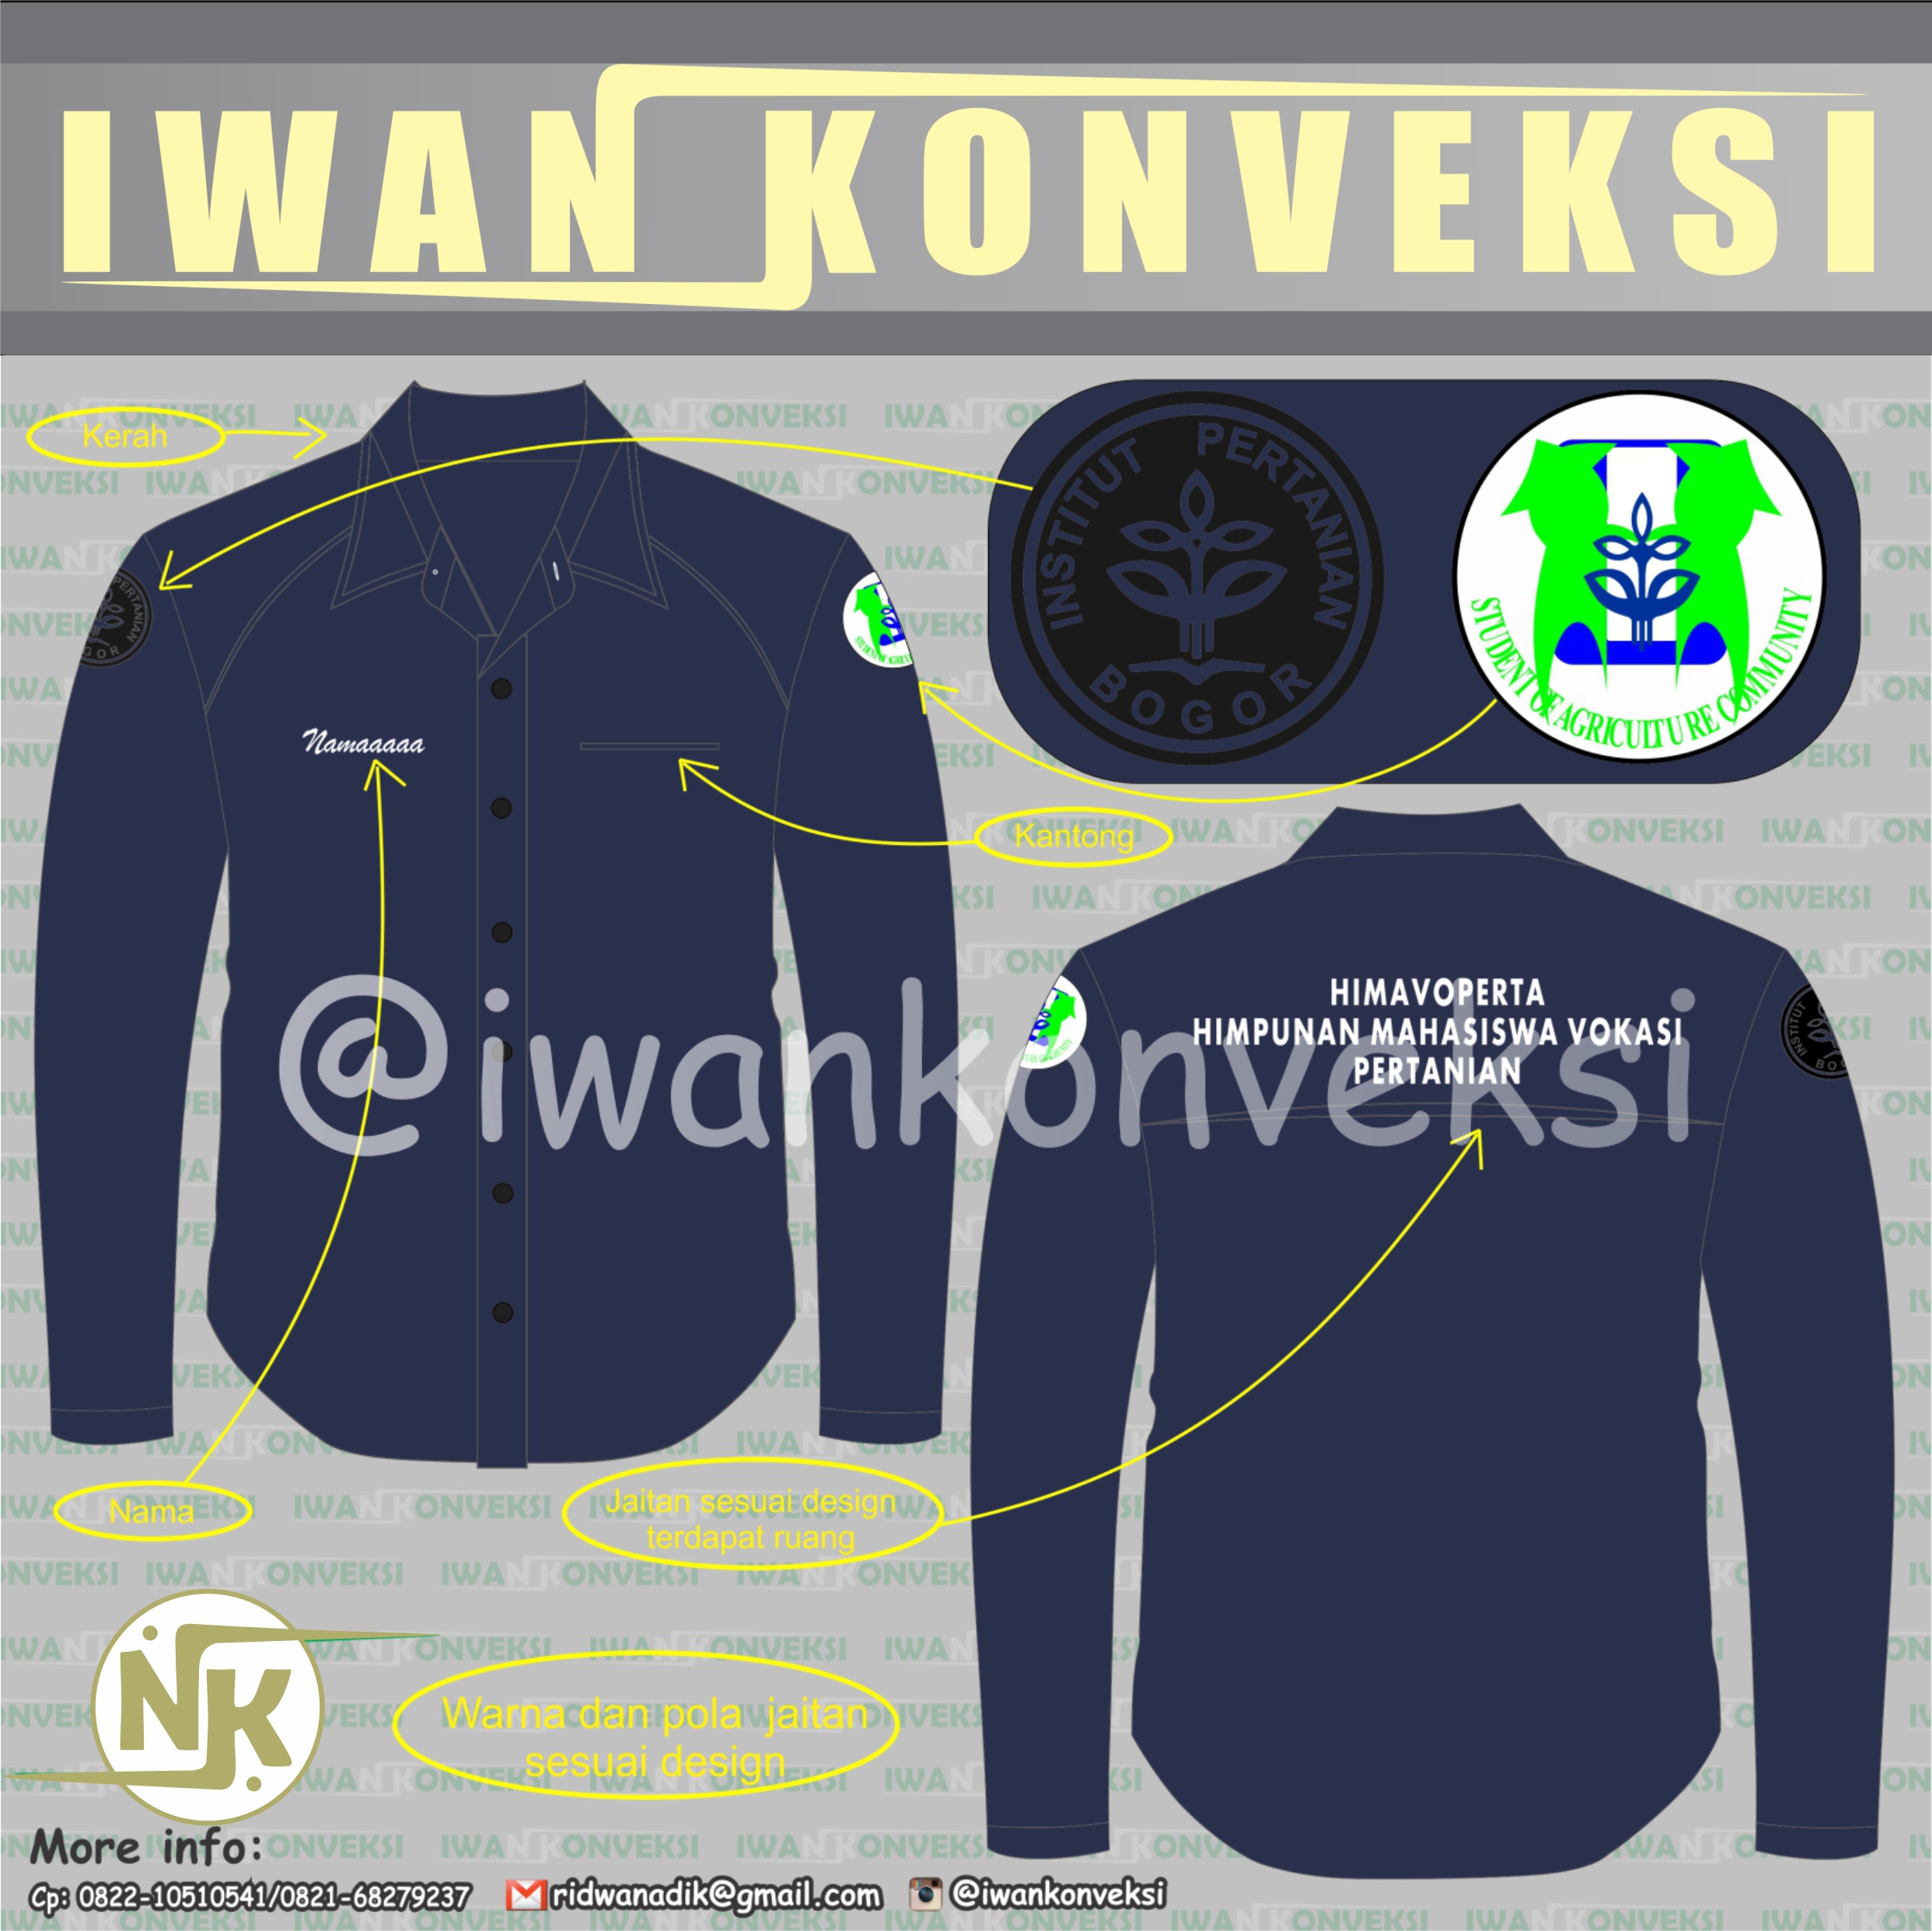 IWAN KONVEKSI
Kerah
INSTITUT PERTANIAN
BOGOR
STUDENT OF AGRICULTURE COMMUNITY
Namaaaaa
Kantong
HIMAVOPERTA
HIMPUNAN MAHASISWA VOKASI
PERTANIAN
@iwankonveksi
Nama
Jaitan sesuai design
terdapat ruang
NK
Warna dan pola jaitan
sesuai design
More info:
Cp: 0822-10510541/0821-68279237 ridwanadik@gmail.com @iwankonveksi